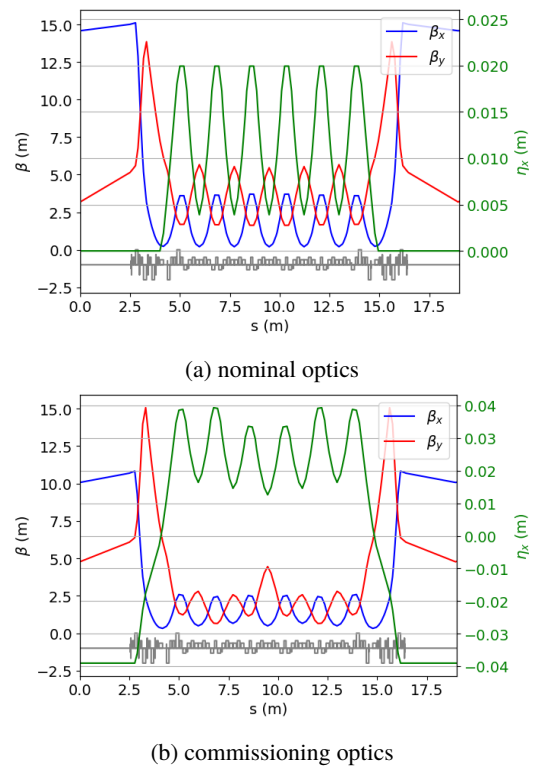 15.0
12.5
10.0
7.5
5.0
2.5
0.0
−2.5
β (m)
βx
βy
0.025
0.020
0.015
0.010
0.005
0.000
ηx (m)
0.0 2.5 5.0 7.5 10.0 12.5 15.0 17.5
s (m)
(a) nominal optics
15.0
12.5
10.0
7.5
5.0
2.5
0.0
−2.5
β (m)
βx
βy
0.04
0.03
0.02
0.01
0.00
−0.01
−0.02
−0.03
−0.04
ηx (m)
0.0 2.5 5.0 7.5 10.0 12.5 15.0 17.5
s (m)
(b) commissioning optics